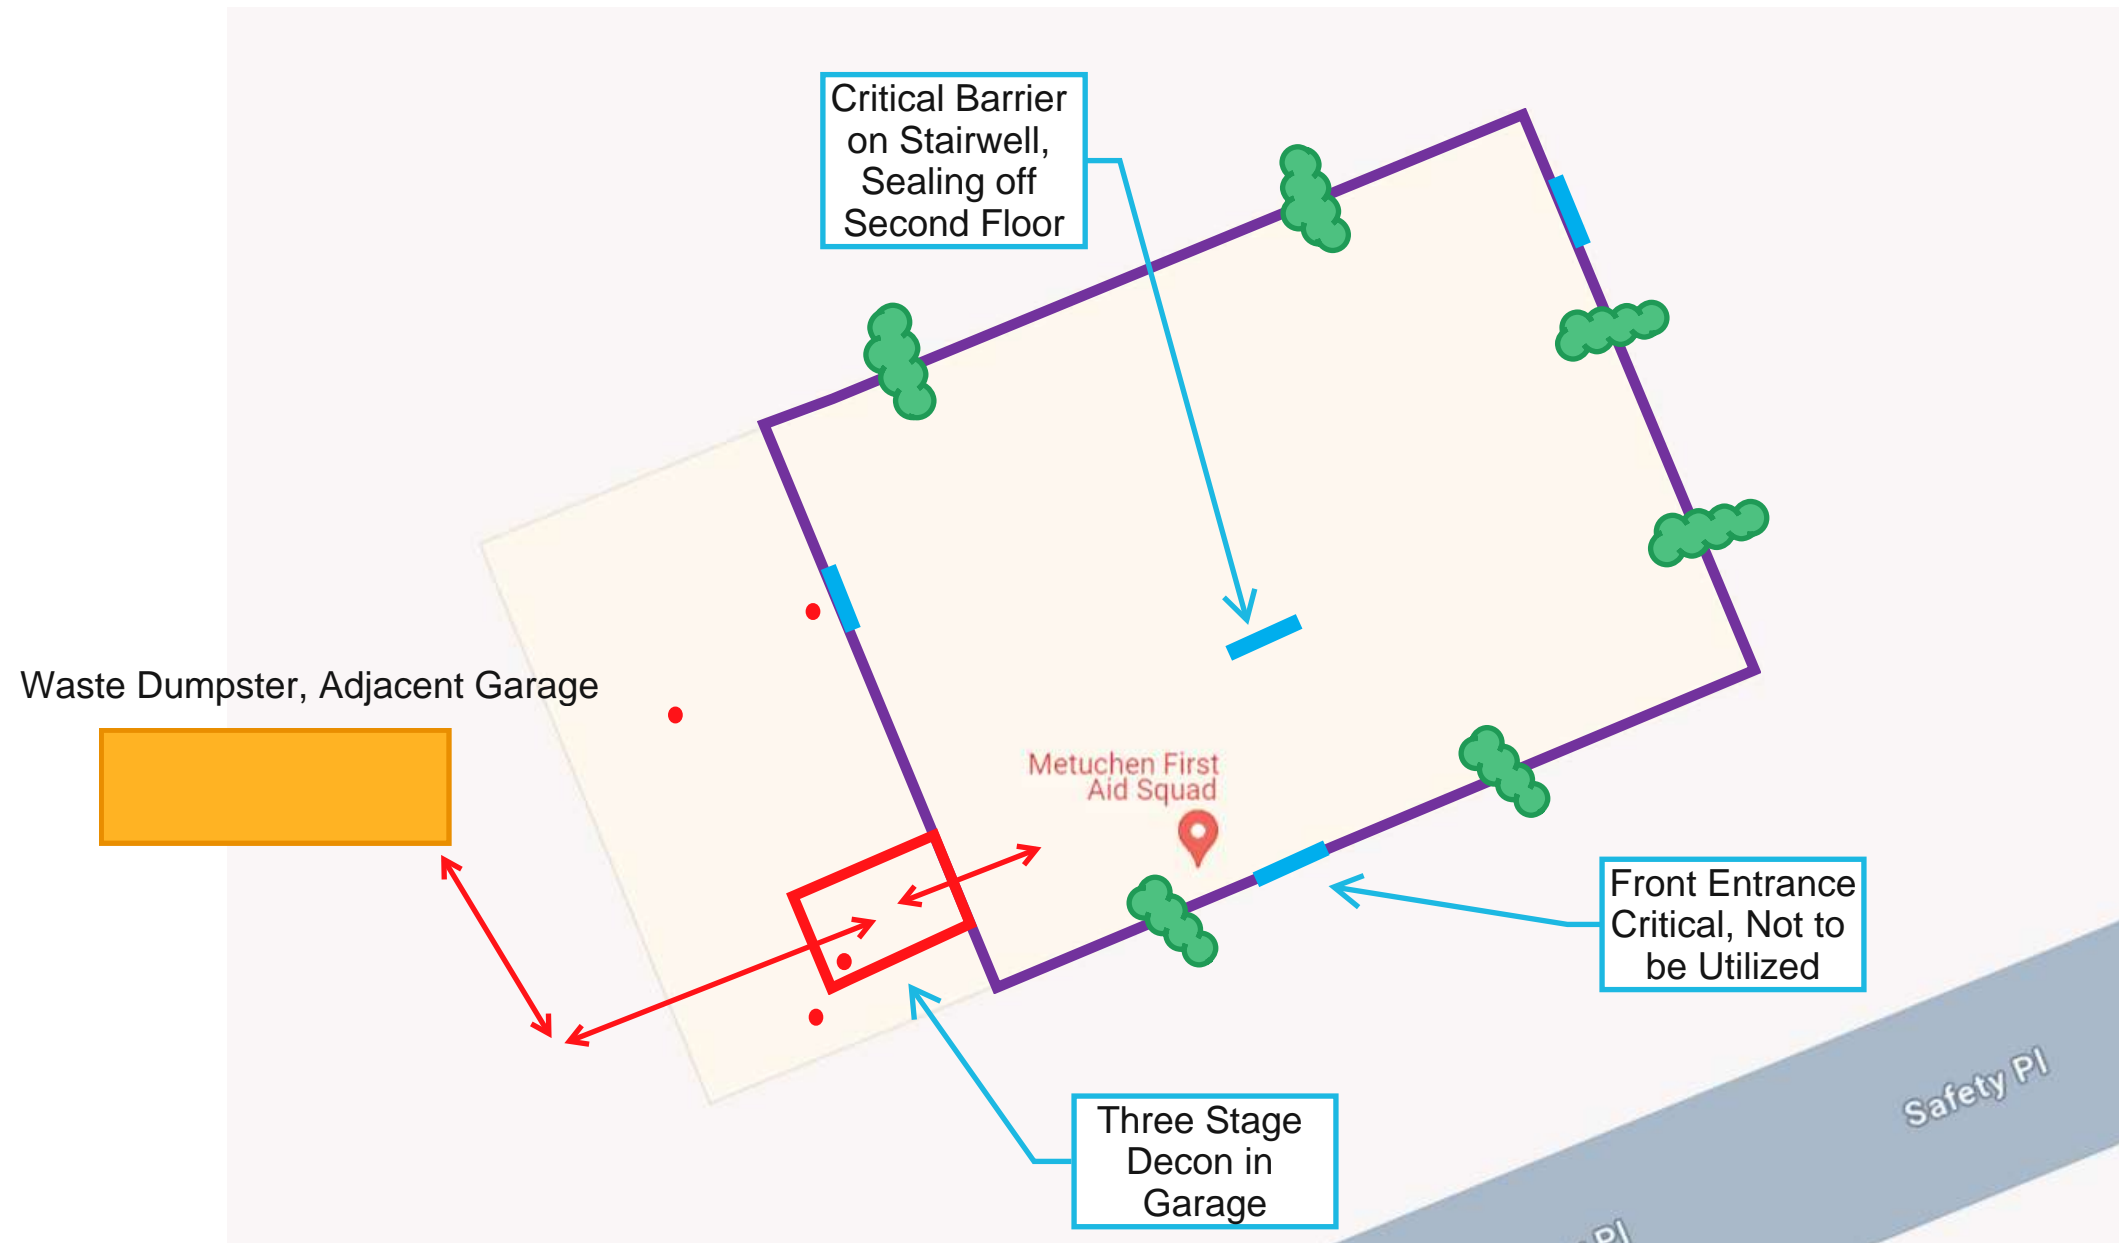 Critical Barrier
on Stairwell,
Sealing off
Second Floor
Waste Dumpster, Adjacent Garage
Metuchen First
Aid Squad
Front Entrance
Critical, Not to
be Utilized
Three Stage
Decon in
Garage
Safety Pl
Pl